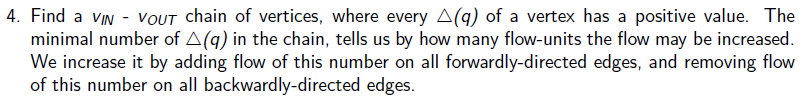 4. Find a vIN - vOUT chain of vertices, where every △(q) of a vertex has a positive value. The
minimal number of △(q) in the chain, tells us by how many flow-units the flow may be increased.
We increase it by adding flow of this number on all forwardly-directed edges, and removing flow
of this number on all backwardly-directed edges.